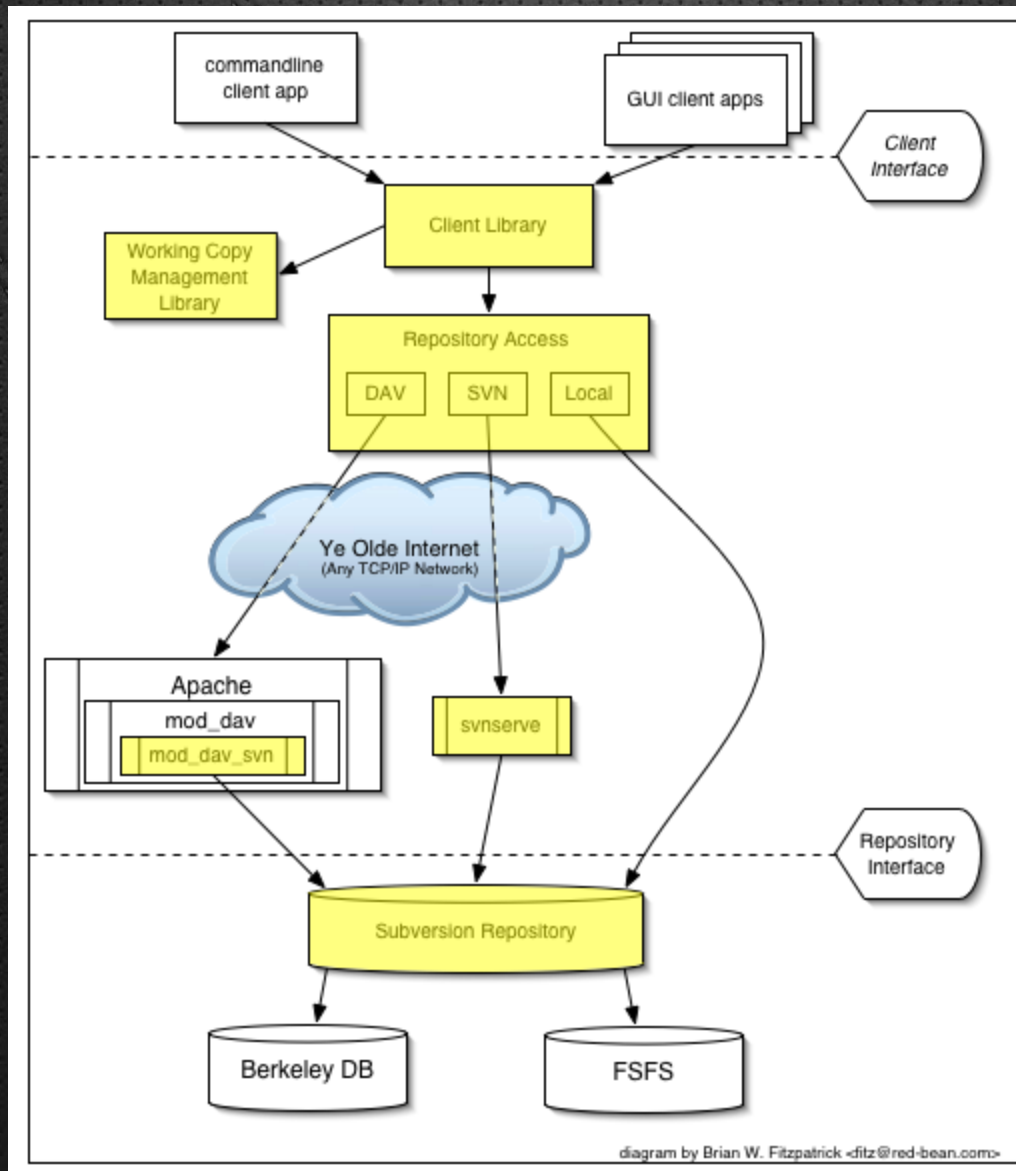 commandline
client app
GUI client apps
Client
Interface
Client Library
Working Copy
Management
Library
Repository Access
DAV
SVN
Local
Ye Olde Internet
(Any TCP/IP Network)
Apache
mod_dav
mod_dav_svn
svnserve
Repository
Interface
Subversion Repository
Berkeley DB
FSFS
diagram by Brian W. Fitzpatrick <fitz@red-bean.com>